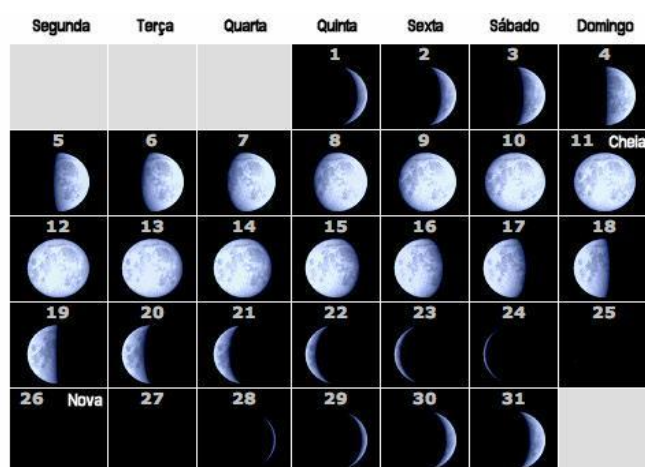 Segunda Terça Quarta Quinta Sexta Sábado Domingo
1 2 3 4
5 6 7 8 9 10 11 Cheia
12 13 14 15 16 17 18
19 20 21 22 23 24 25
26 Nova 27 28 29 30 31